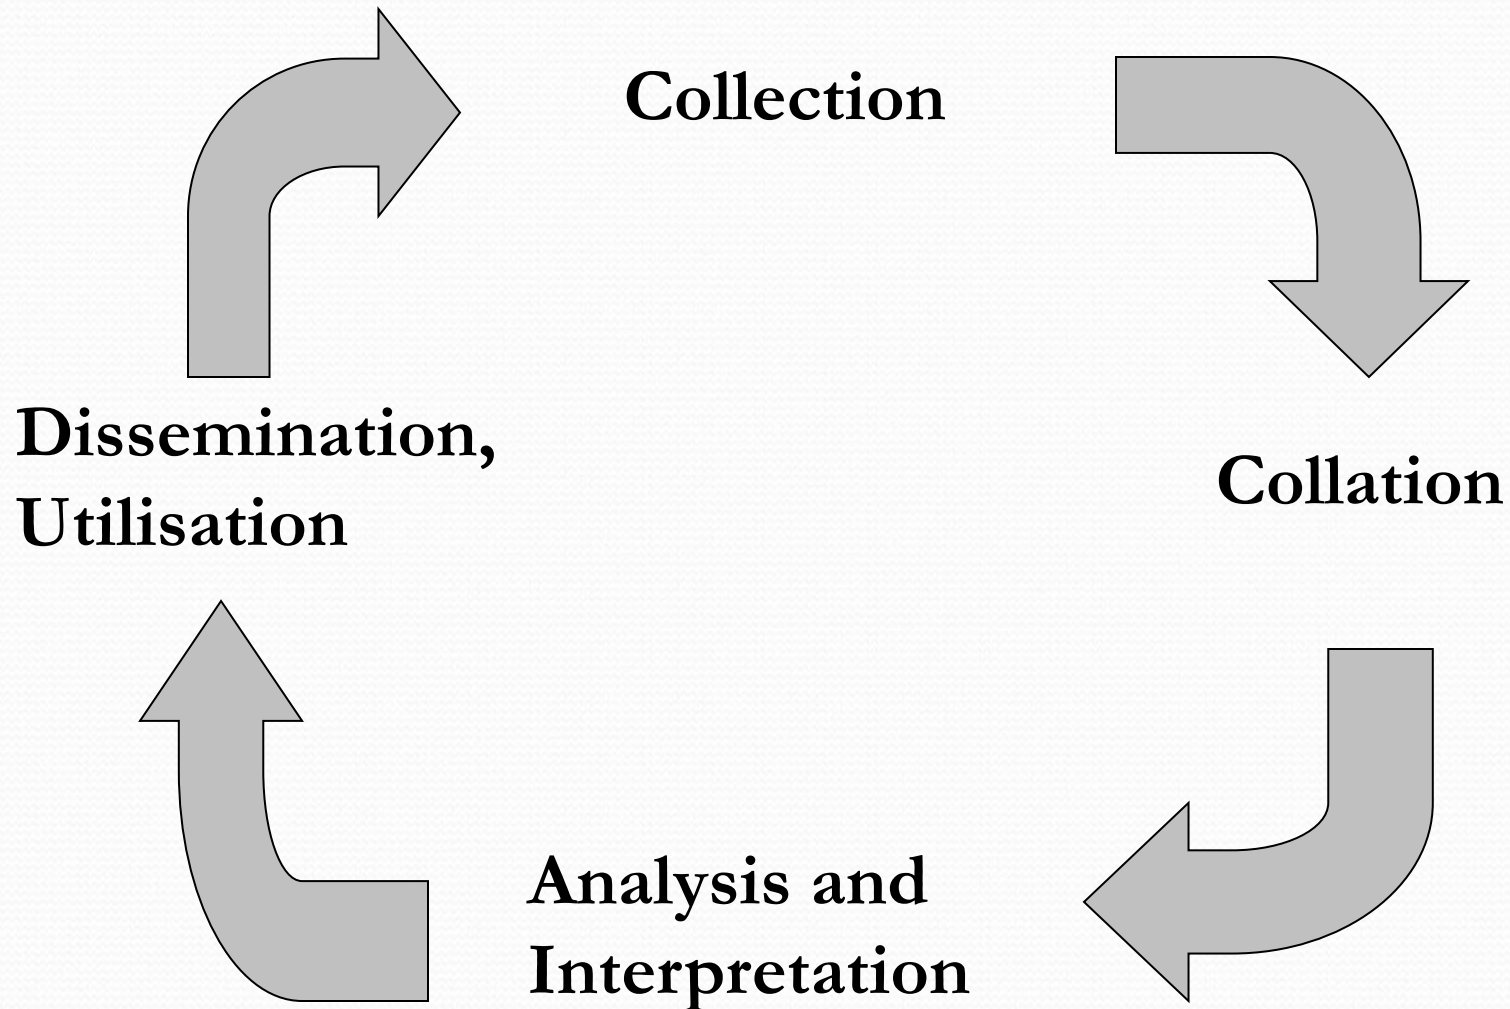 Collection
Dissemination,
Utilisation
Collation
Analysis and
Interpretation